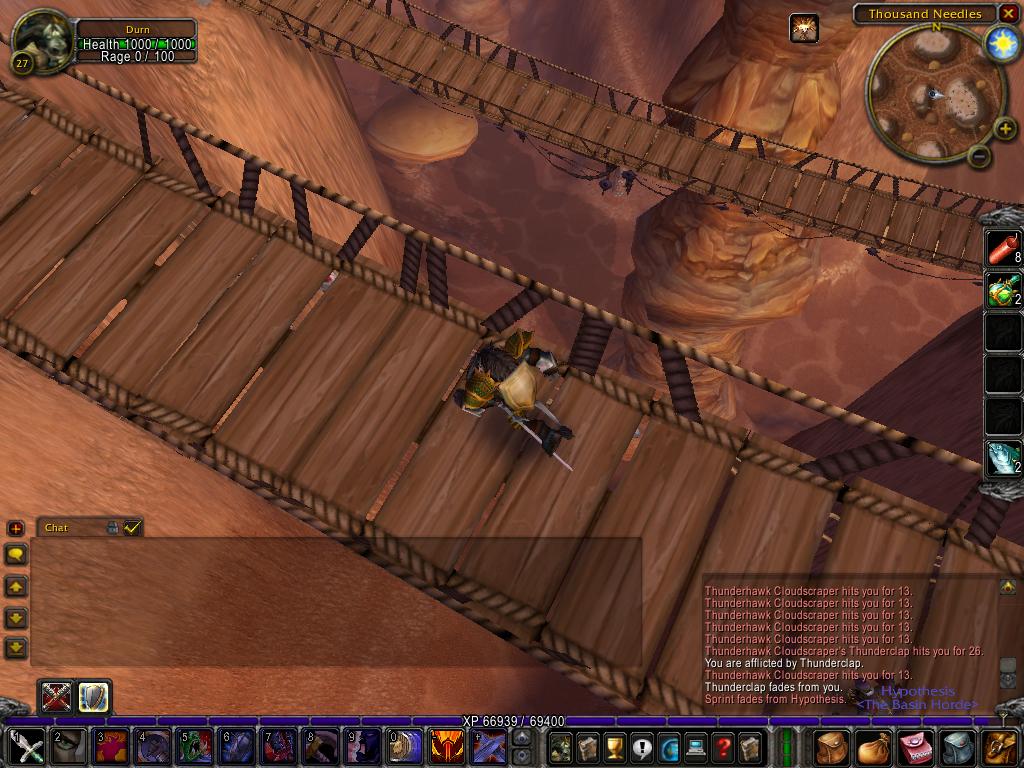 Durn
Thousand Needles
Health 1000 / 1000
Rage 0 / 100
27
N
8
2
2
Chat
Thunderhawk Cloudscraper hits you for 13.
Thunderhawk Cloudscraper hits you for 13.
Thunderhawk Cloudscraper hits you for 13.
Thunderhawk Cloudscraper hits you for 13.
Thunderhawk Cloudscraper hits you for 13.
Thunderhawk Cloudscraper's Thunderclap hits you for 26.
You are afflicted by Thunderclap.
Thunderhawk Cloudscraper hits you for 13.
Thunderclap fades from you.
Sprint fades from Hypothesis.
Hypothesis
<The Basin Horde>
XP 66939 / 69400
1 2 3 4 5 6 7 8 9 0 - +